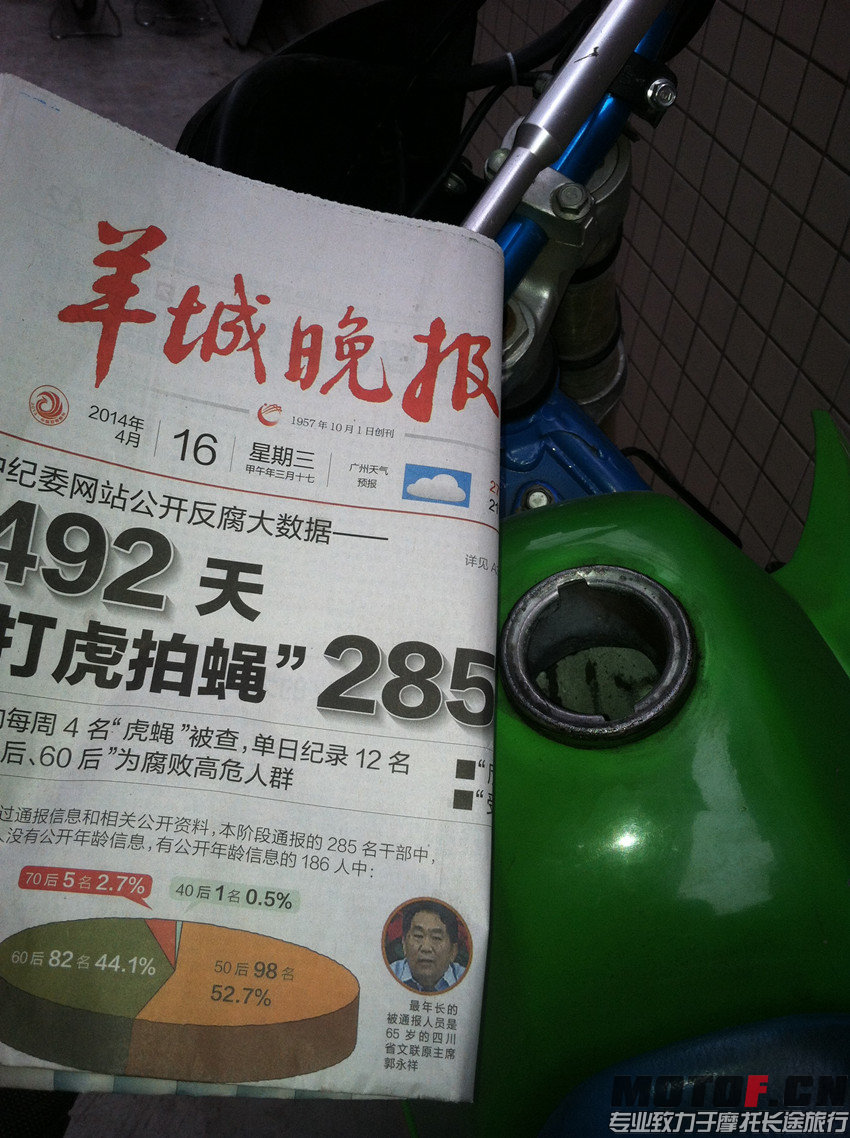 羊城晚报
2014年
4月
16
星期三
甲午年三月十七
1957年10月1日创刊
广州天气
预报
27
21
中纪委网站公开反腐大数据——
详见A
492天
“打虎拍蝇”285
每周4名“虎蝇”被查，单日纪录12名
后、60后”为腐败高危人群
过通报信息和相关公开资料，本阶段通报的285名干部中，
人没有公开年龄信息，有公开年龄信息的186人中：
70后5名2.7%
40后1名0.5%
60后82名44.1%
50后98名
52.7%
最年长的
被通报人员是
65岁的四川
省文联原主席
郭永祥
MOTOF.CN
专业致力于摩托长途旅行